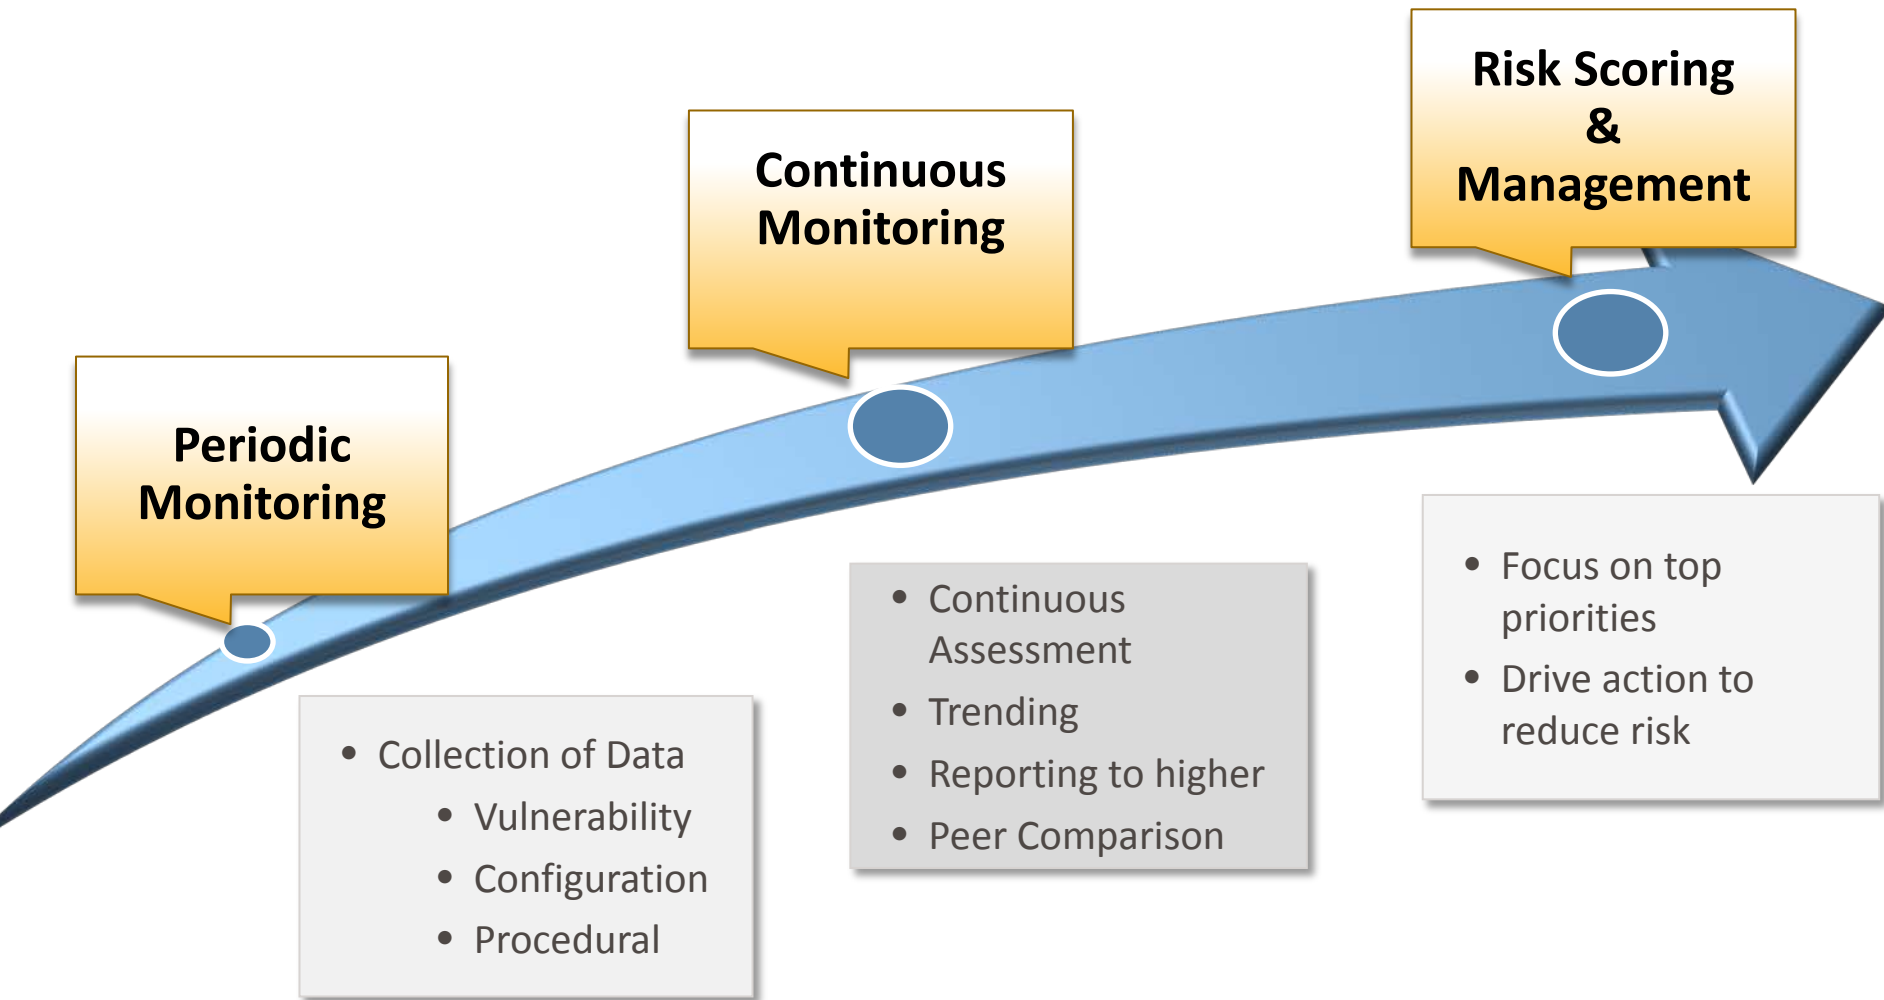 Risk Scoring
&
Management
Continuous
Monitoring
Periodic
Monitoring
• Collection of Data
• Vulnerability
• Configuration
• Procedural
• Continuous
Assessment
• Trending
• Reporting to higher
• Peer Comparison
• Focus on top
priorities
• Drive action to
reduce risk